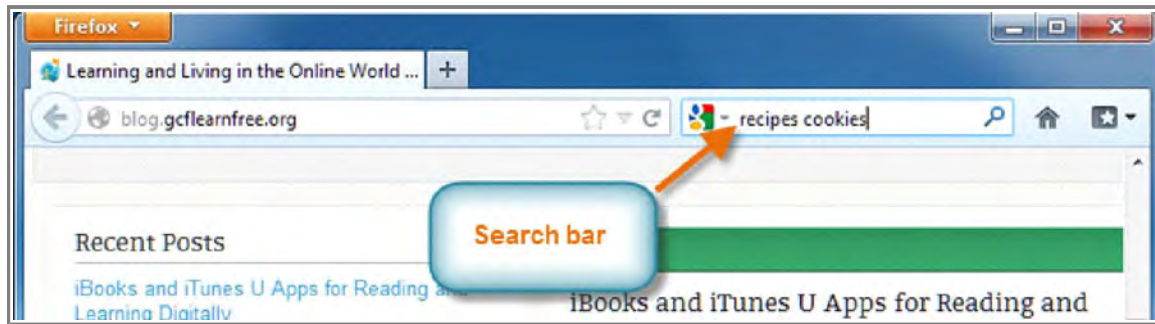 Firefox
Learning and Living in the Online World ...
blog.gcflearnfree.org
recipes cookies
Search bar
Recent Posts
iBooks and iTunes U Apps for Reading and
Learning Digitally
iBooks and iTunes U Apps for Reading and